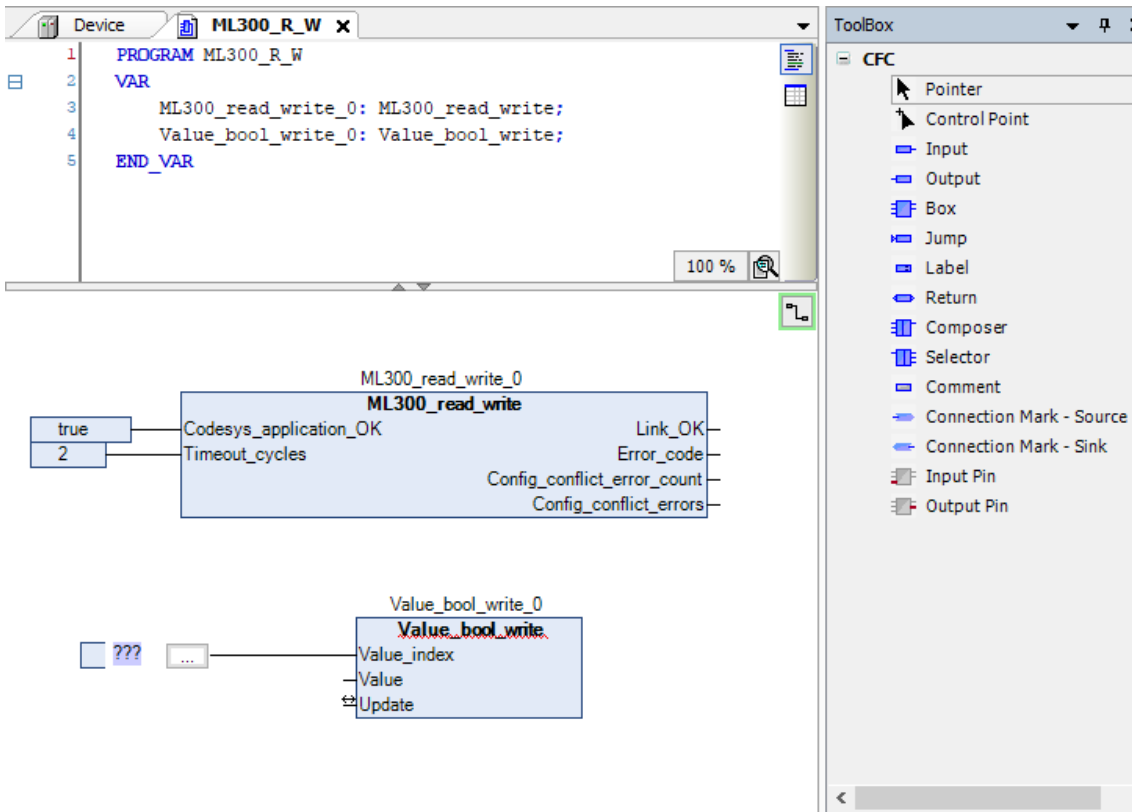 Device
ML300_R_W
1 PROGRAM ML300_R_W
2 VAR
3 ML300_read_write_0: ML300_read_write;
4 Value_bool_write_0: Value_bool_write;
5 END_VAR
100 %
ML300_read_write_0
ML300_read_write
true Codesys_application_OK Link_OK
2 Timeout_cycles Error_code
Config_conflict_error_count
Config_conflict_errors
Value_bool_write_0
Value_bool_write
??? ... Value_index
Value
Update
ToolBox
CFC
Pointer
Control Point
Input
Output
Box
Jump
Label
Return
Composer
Selector
Comment
Connection Mark - Source
Connection Mark - Sink
Input Pin
Output Pin